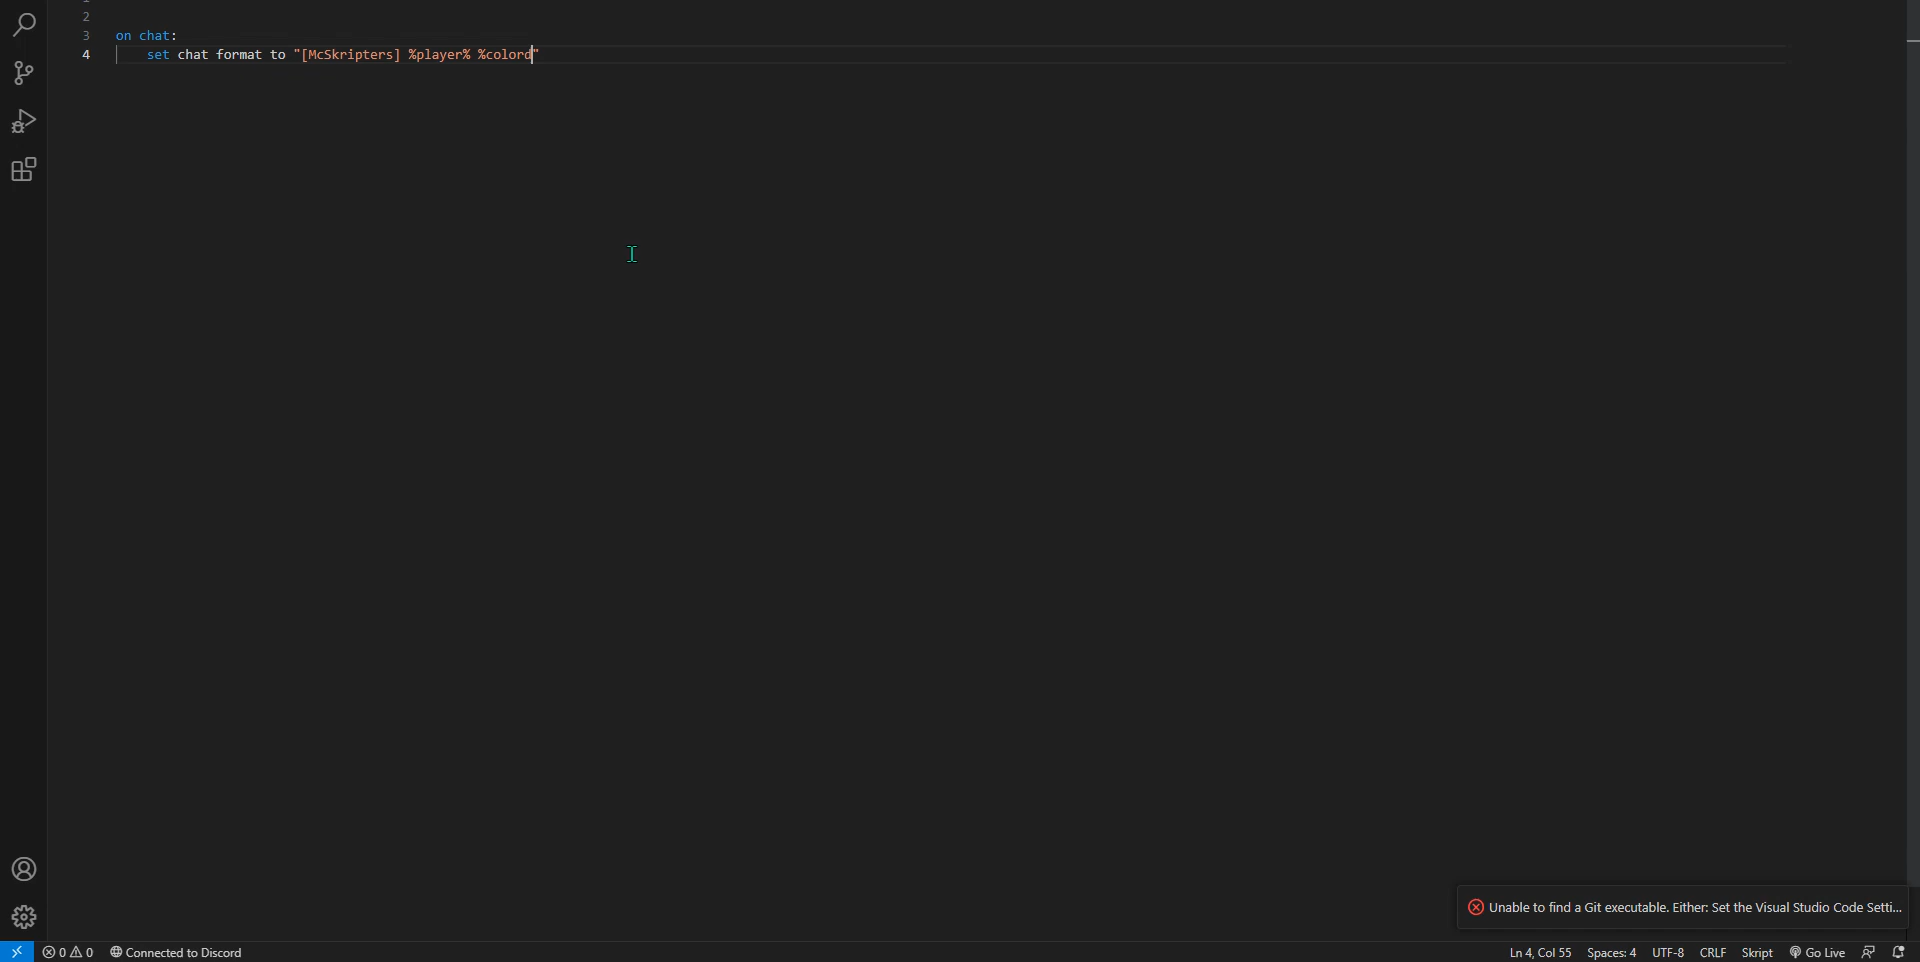 2
3 on chat:
4 set chat format to "[McSkripters] %player% %colord"
Unable to find a Git executable. Either: Set the Visual Studio Code Setti...
0 0 Connected to Discord Ln 4, Col 55 Spaces: 4 UTF-8 CRLF Skript Go Live